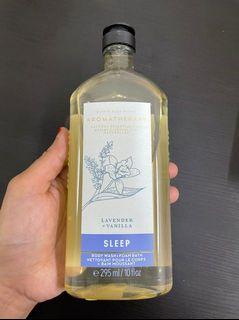 AROMATHERAPY
LAVENDER
+ VANILLA
SLEEP
BODY WASH + FOAM BATH
NETTOYANT POUR LE CORPS
+ BAIN MOUSSANT
℮ 295 ml / 10 fl oz